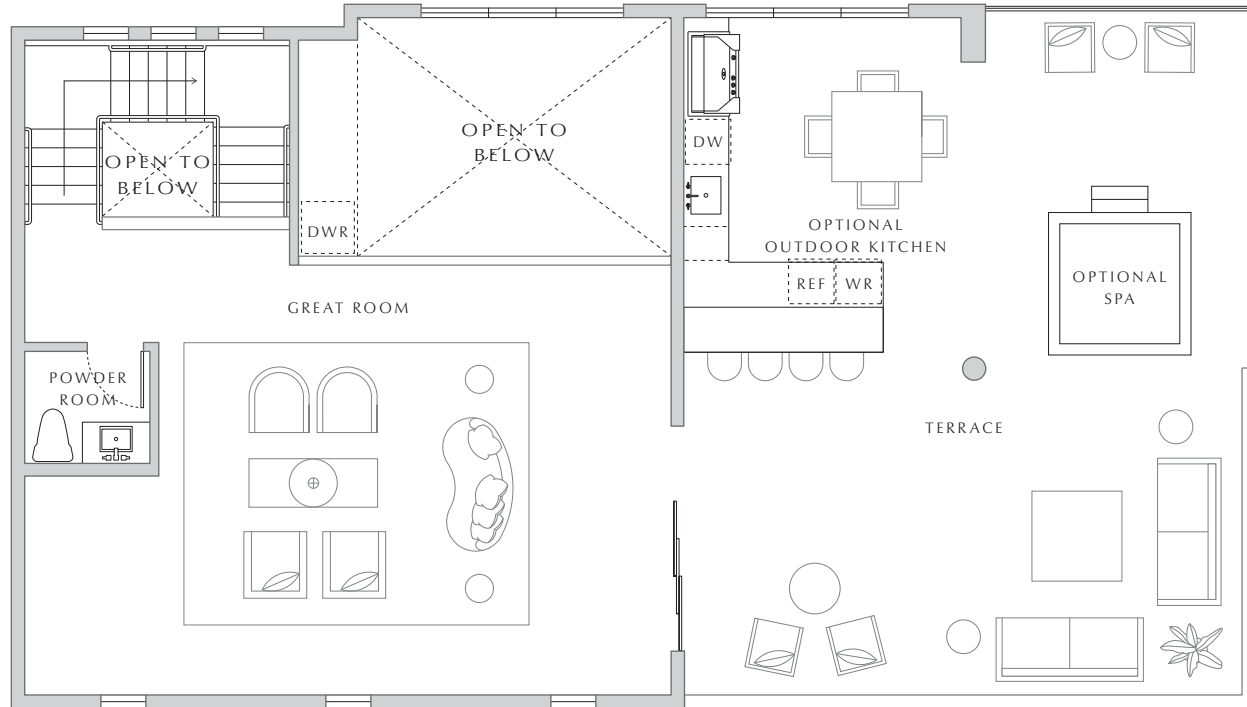 OPEN TO
BELOW
OPEN TO
BELOW
DWR
DW
OPTIONAL
OUTDOOR KITCHEN
REF
WR
OPTIONAL
SPA
GREAT ROOM
POWDER
ROOM
TERRACE